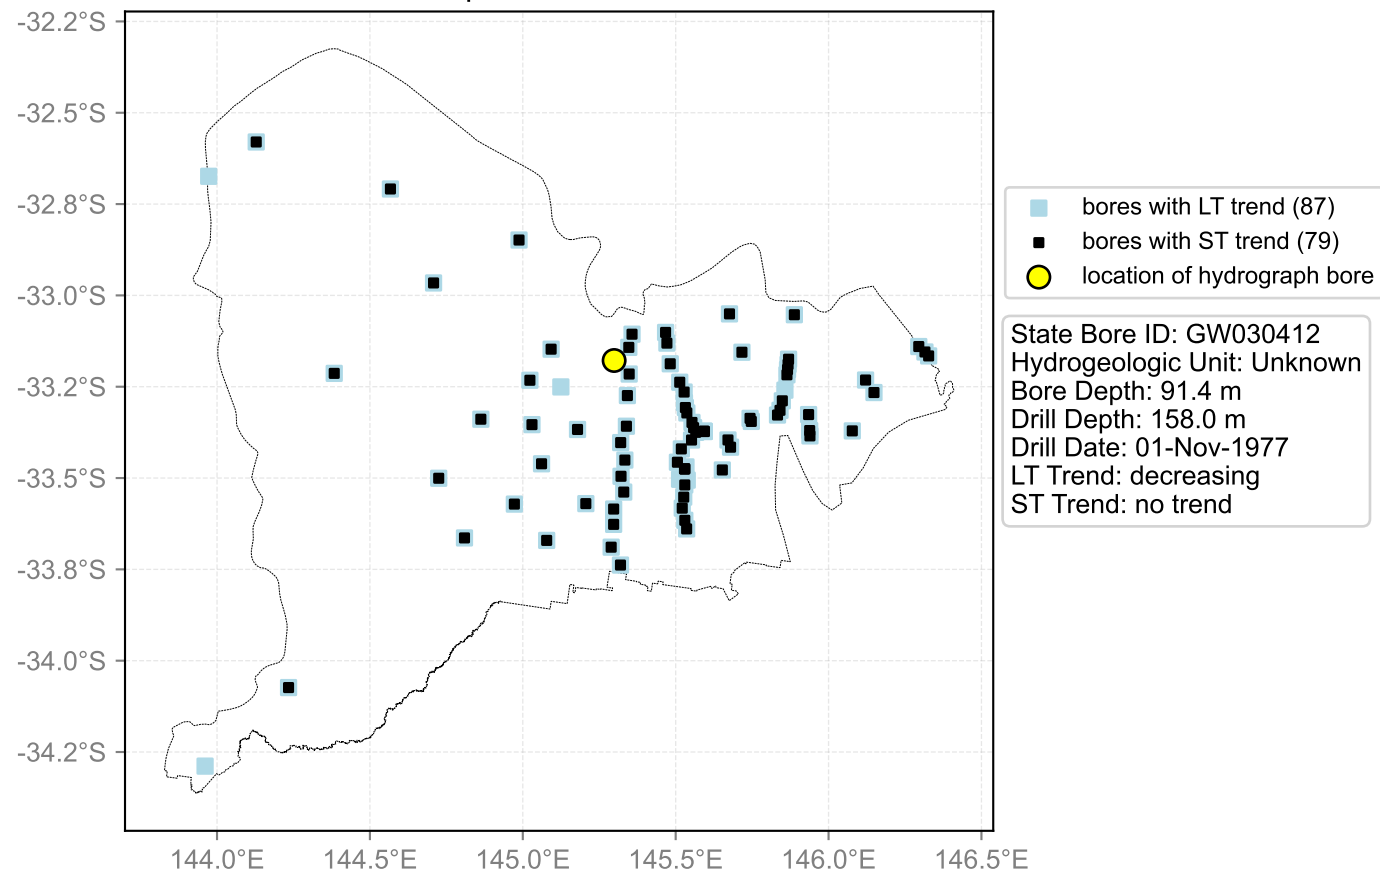 -32.2°S
-32.5°S
-32.8°S
-33.0°S
-33.2°S
-33.5°S
-33.8°S
-34.0°S
-34.2°S
144.0°E
144.5°E
145.0°E
145.5°E
146.0°E
146.5°E
bores with LT trend (87)
bores with ST trend (79)
location of hydrograph bore
State Bore ID: GW030412
Hydrogeologic Unit: Unknown
Bore Depth: 91.4 m
Drill Depth: 158.0 m
Drill Date: 01-Nov-1977
LT Trend: decreasing
ST Trend: no trend